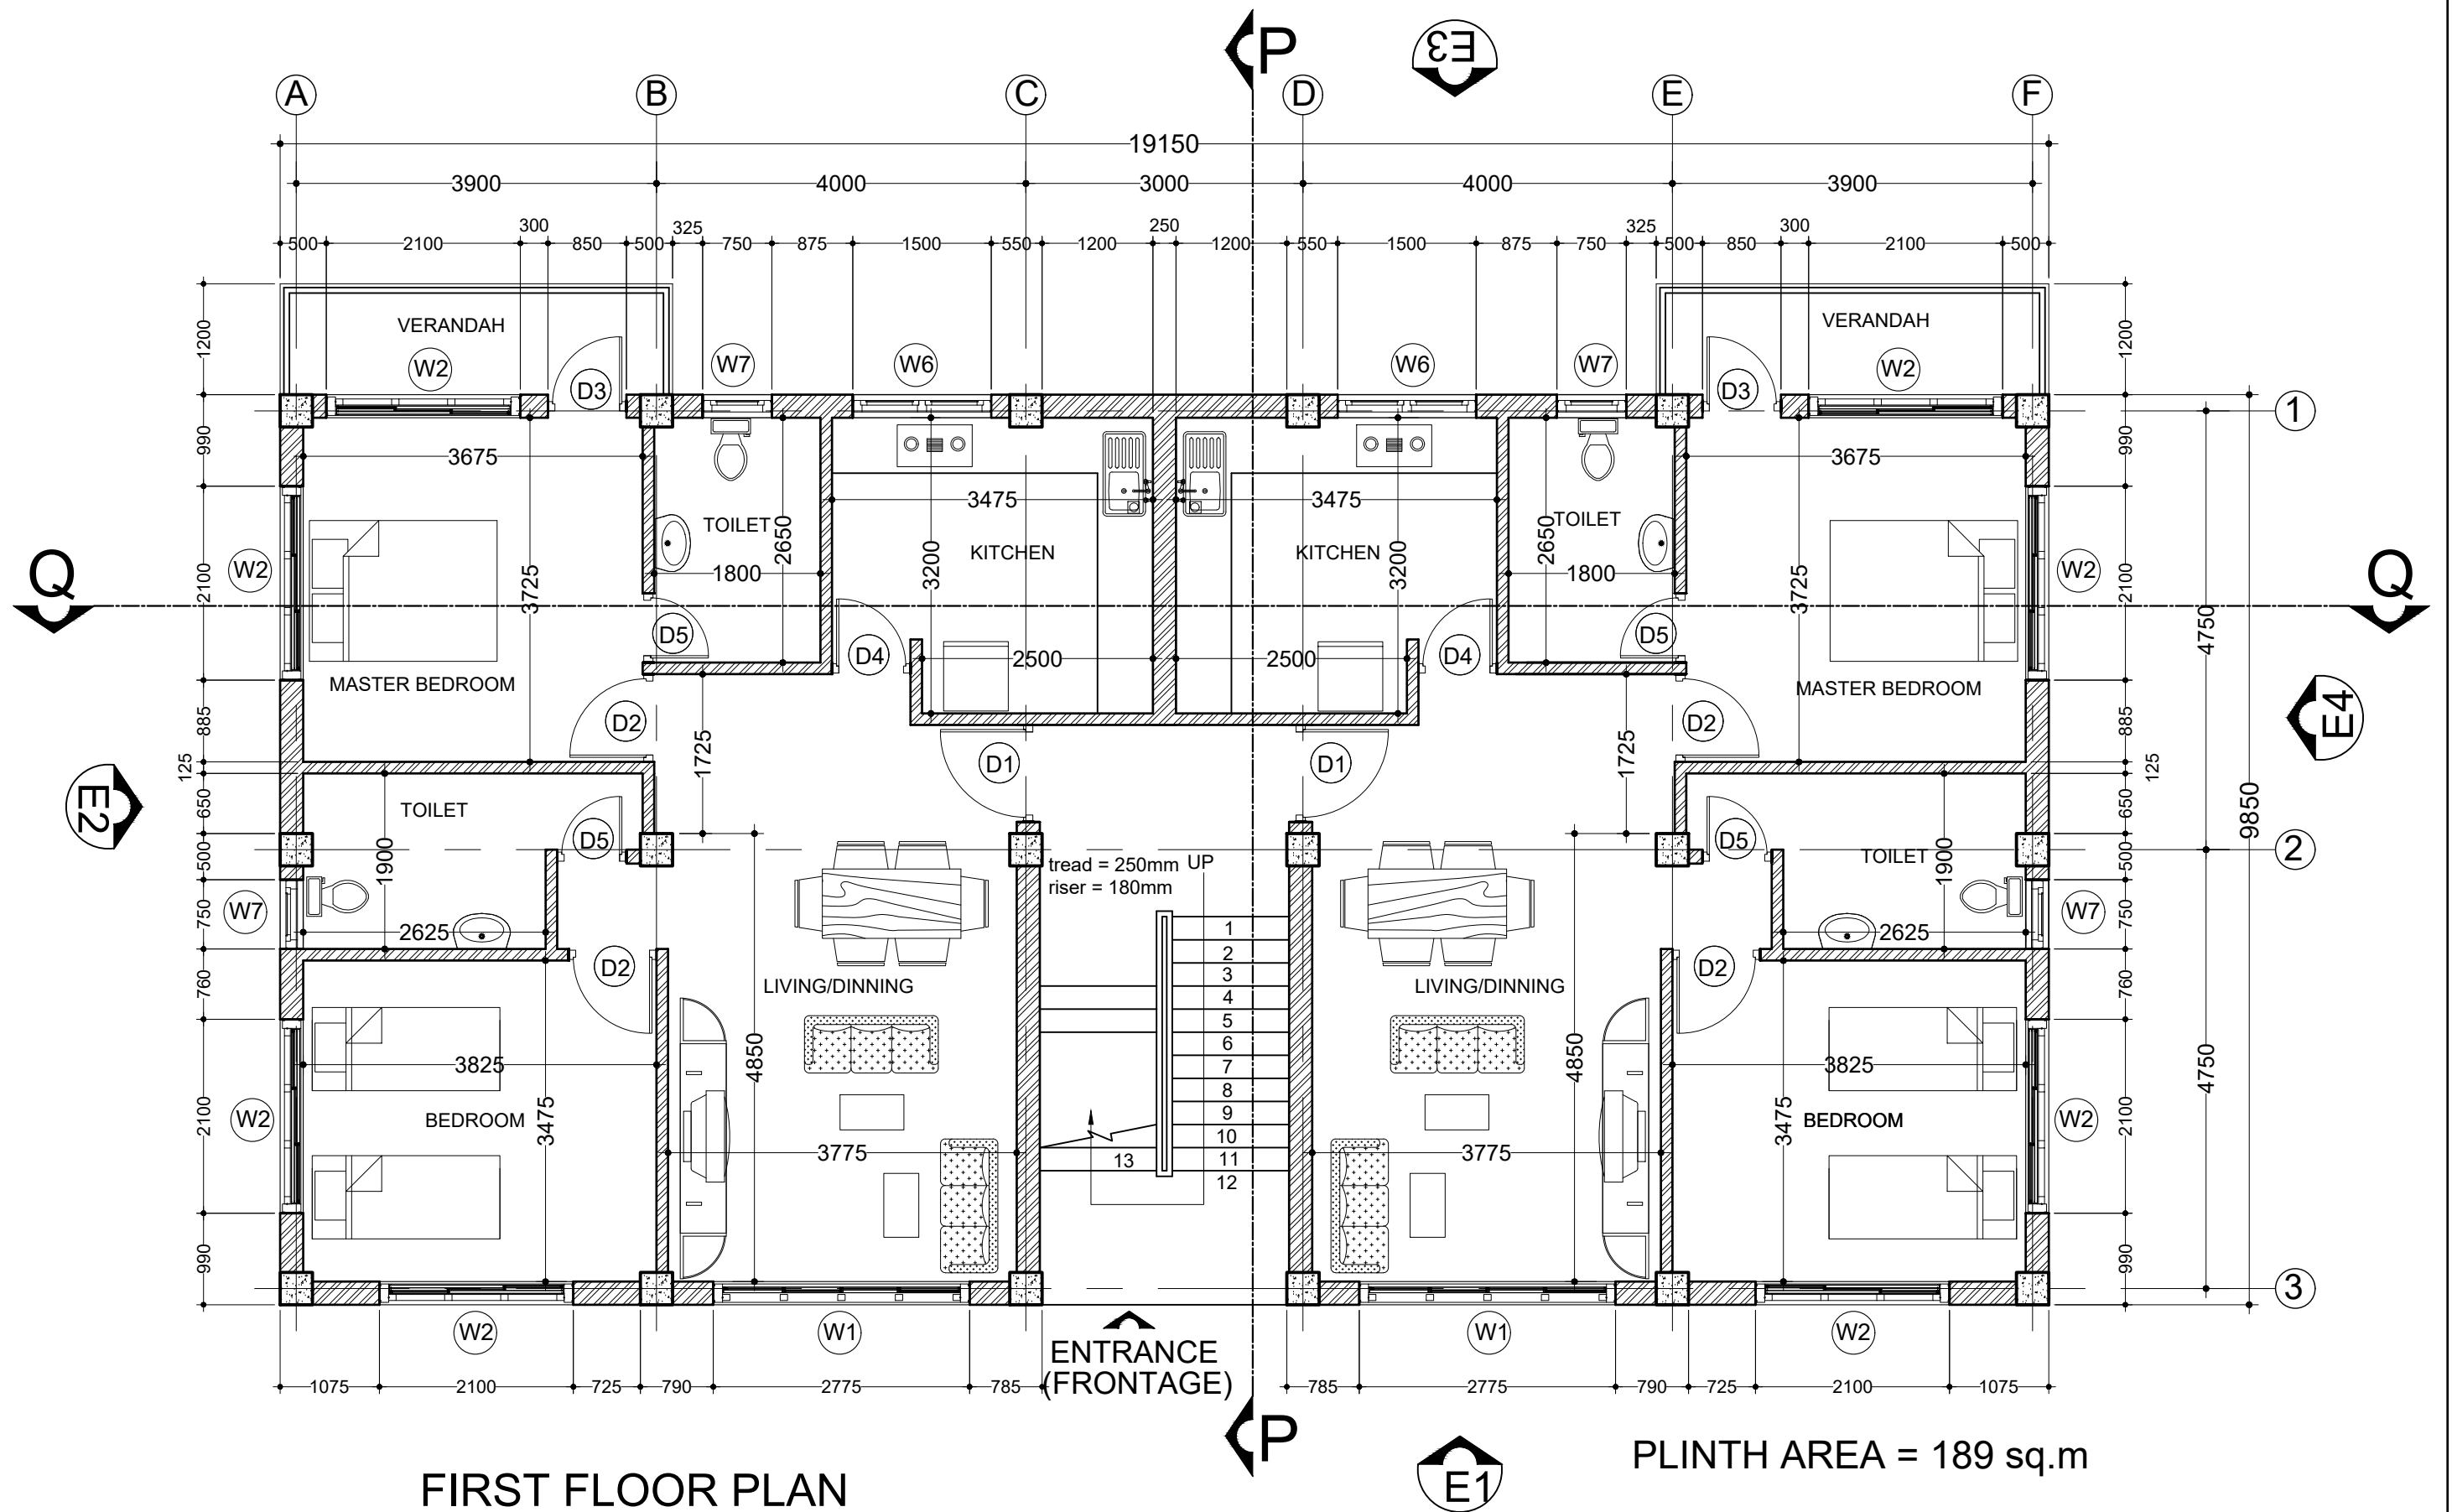 P
E3
A B C D E F
19150
3900 4000 3000 4000 3900
300 325 250 325 300
500 2100 850 500 750 875 1500 550 1200 1200 550 1500 875 750 500 850 2100 500
VERANDAH VERANDAH
1200 1200
W2 D3 W7 W6 W6 W7 D3 W2
1
990 990
3675 3675
3475 3475
TOILET 2650 2650 TOILET
KITCHEN KITCHEN
Q W2 2100 3725 1800 3200 3200 1800 3725 2100 W2 Q
D5 D4 D4 D5 4750
2500 2500
MASTER BEDROOM MASTER BEDROOM
885 D2 1725 1725 D2 885 E4
125 D1 D1 125
E2 650 TOILET 650 9850
D5 D5
500 1900 tread = 250mm UP TOILET 1900 500 2
riser = 180mm
W7 750 750 W7
2625 1 2625
2
D2 D2
760 3 760
LIVING/DINNING LIVING/DINNING
4
5
6
3825 4850 7 4850 3825 4750
8
W2 2100 BEDROOM 3475 9 3475 BEDROOM 2100 W2
10
3775 13 11 3775
12
990 990
3
W2 W1 W1 W2
ENTRANCE
(FRONTAGE)
1075 2100 725 790 2775 785 785 2775 790 725 2100 1075
P
PLINTH AREA = 189 sq.m
FIRST FLOOR PLAN
E1